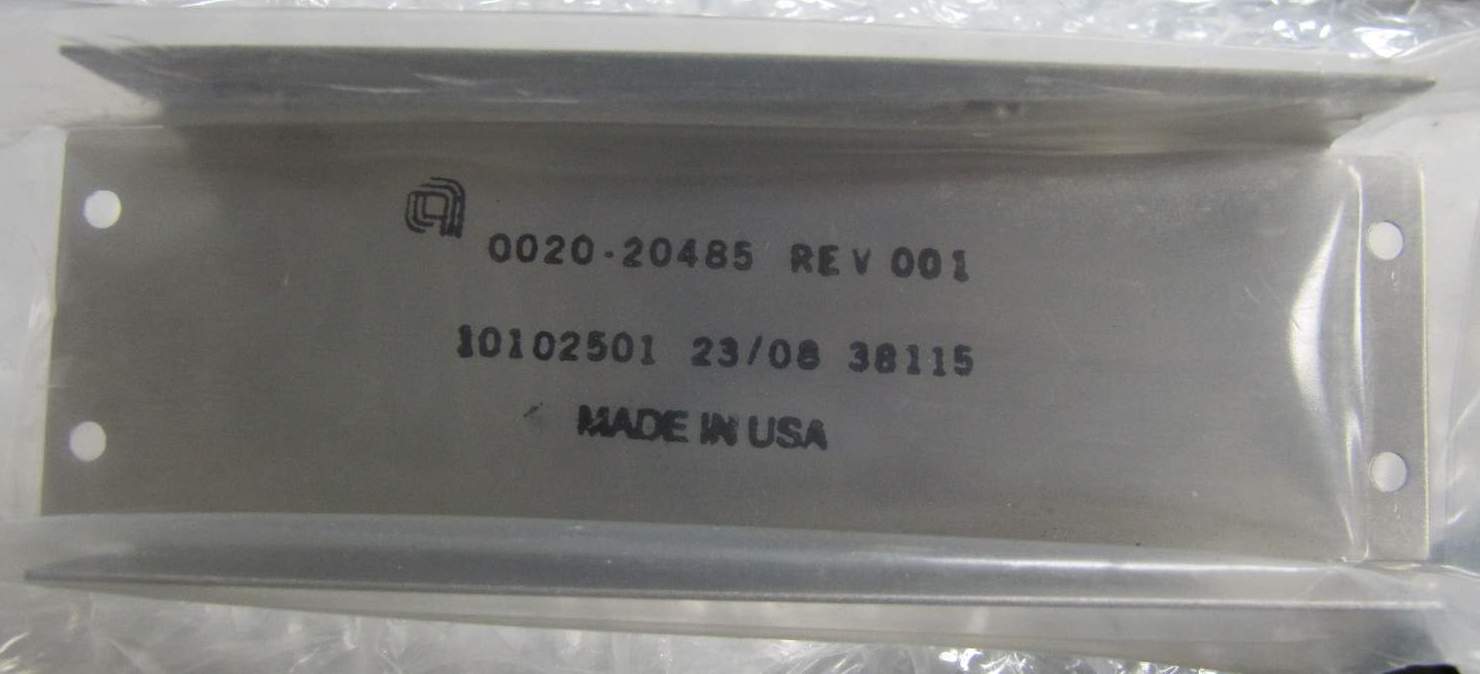 0020-20485 REV 001
10102501 23/08 38115
MADE IN USA